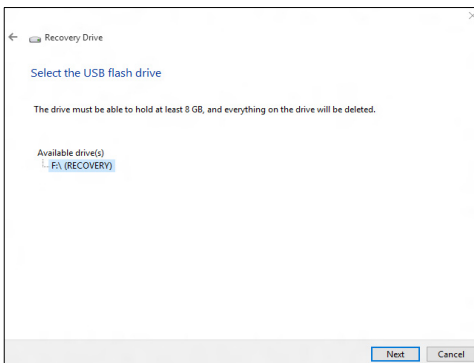 Recovery Drive
Select the USB flash drive
The drive must be able to hold at least 8 GB, and everything on the drive will be deleted.
Available drive(s)
F:\ (RECOVERY)
Next Cancel